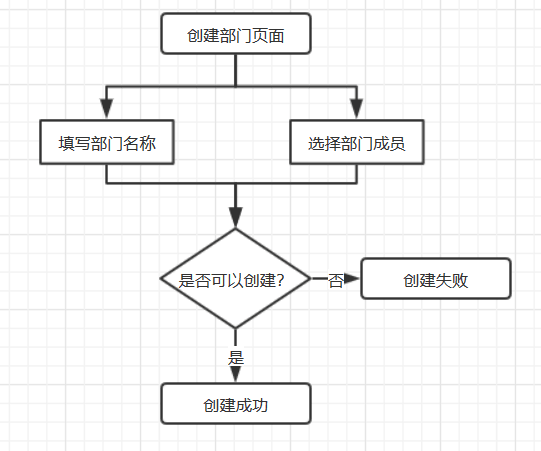 创建部门页面
填写部门名称
选择部门成员
是否可以创建?
否
创建失败
是
创建成功